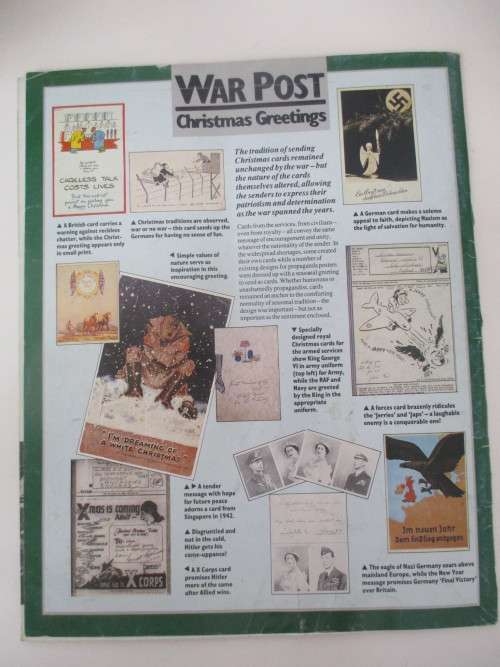 WAR POST
Christmas Greetings
The tradition of sending
Christmas cards remained
unchanged by the war – but
the nature of the cards
themselves altered, allowing
the senders to express their
patriotism and determination
as the war spanned the years.
Cards from the services, from civilians –
even from royalty – all convey the same
message of encouragement and unity,
whatever the nationality of the sender. In
the widespread shortages, some created
their own cards while a number of
existing designs for propaganda posters
were dressed up with a seasonal greeting
to send as cards. Whether humorous or
unashamedly propagandist, cards
remained an anchor to the comforting
normality of seasonal tradition – the
design was important – but not as
important as the sentiment enclosed.
CARELESS TALK
COSTS LIVES
▲ A British card carries a
warning against reckless
chatter, while the Christ-
mas greeting appears only
in small print.
▲ Christmas traditions are observed,
war or no war – this card sends up the
Germans for having no sense of fun.
▲ A German card makes a solemn
appeal to faith, depicting Nazism as
the light of salvation for humanity.
◀ Simple values of
nature serve as
inspiration in this
encouraging greeting.
"I'M DREAMING OF
A WHITE CHRISTMAS"
▼ Specially
designed royal
Christmas cards for
the armed services
show King George
VI in army uniform
(top left) for Army,
while the RAF and
Navy are greeted
by the King in the
appropriate
uniform.
▲ A forces card brazenly ridicules
the 'Jerries' and 'Japs' – a laughable
enemy is a conquerable one!
XMAS IS COMING
X CORPS
▲ ▶ A tender
message with hope
for future peace
adorns a card from
Singapore in 1942.
▲ Disgruntled and
out in the cold,
Hitler gets his
come-uppance!
◀ A X Corps card
promises Hitler
more of the same
after Allied wins.
Im neuen Jahr
Dem Endsieg entgegen
▲ The eagle of Nazi Germany soars above
mainland Europe, while the New Year
message promises Germany 'Final Victory'
over Britain.